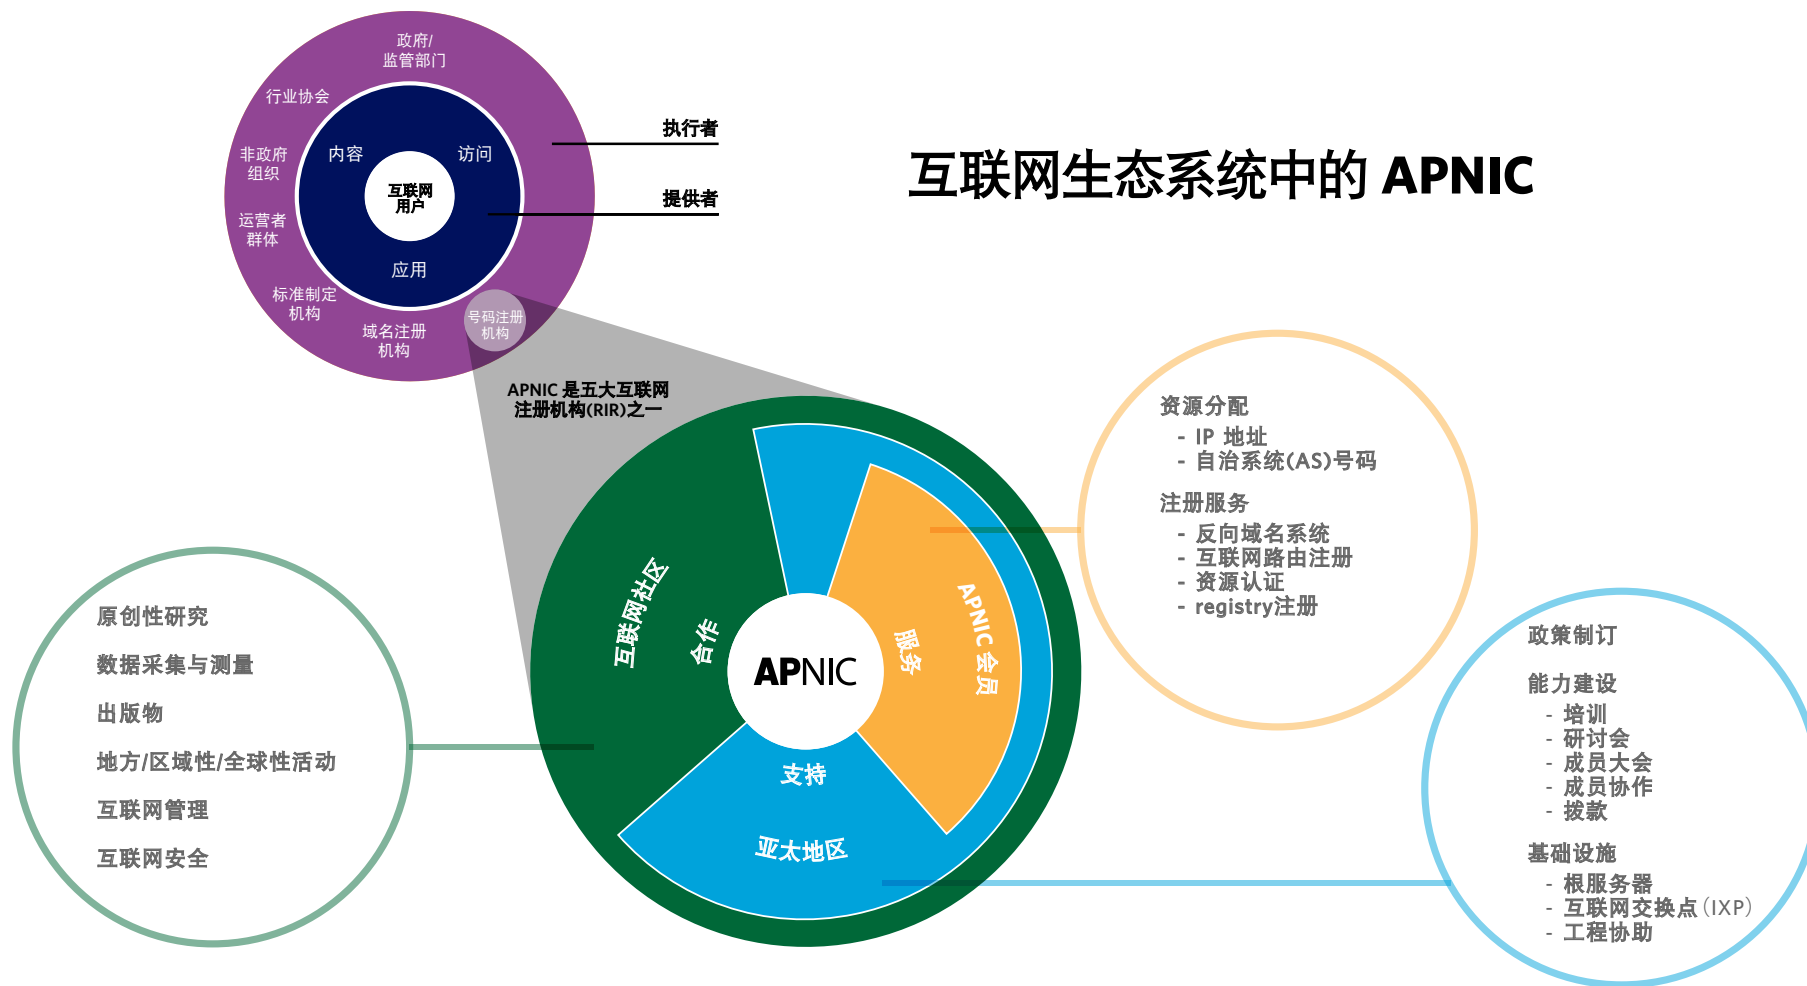 互联网生态系统中的 APNIC
政府/
监管部门
行业协会
非政府
组织
运营者
群体
标准制定
机构
域名注册
机构
号码注册
机构
内容
访问
应用
互联网
用户
执行者
提供者
APNIC 是五大互联网
注册机构(RIR)之一
互联网社区
合作
APNIC
服务
APNIC 会员
支持
亚太地区
资源分配
- IP 地址
- 自治系统(AS)号码
注册服务
- 反向域名系统
- 互联网路由注册
- 资源认证
- registry注册
原创性研究
数据采集与测量
出版物
地方/区域性/全球性活动
互联网管理
互联网安全
政策制订
能力建设
- 培训
- 研讨会
- 成员大会
- 成员协作
- 拨款
基础设施
- 根服务器
- 互联网交换点（IXP）
- 工程协助